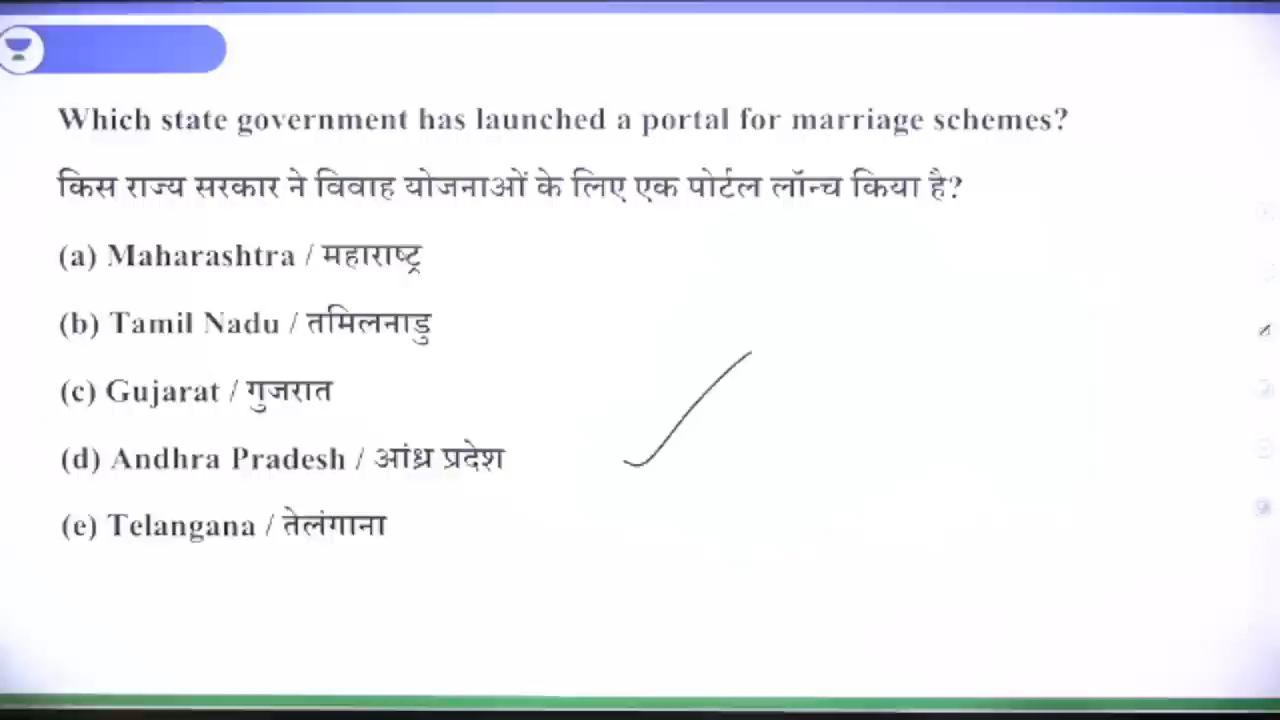 Which state government has launched a portal for marriage schemes?
किस राज्य सरकार ने विवाह योजनाओं के लिए एक पोर्टल लॉन्च किया है?
(a) Maharashtra / महाराष्ट्र
(b) Tamil Nadu / तमिलनाडु
(c) Gujarat / गुजरात
(d) Andhra Pradesh / आंध्र प्रदेश
(e) Telangana / तेलंगाना